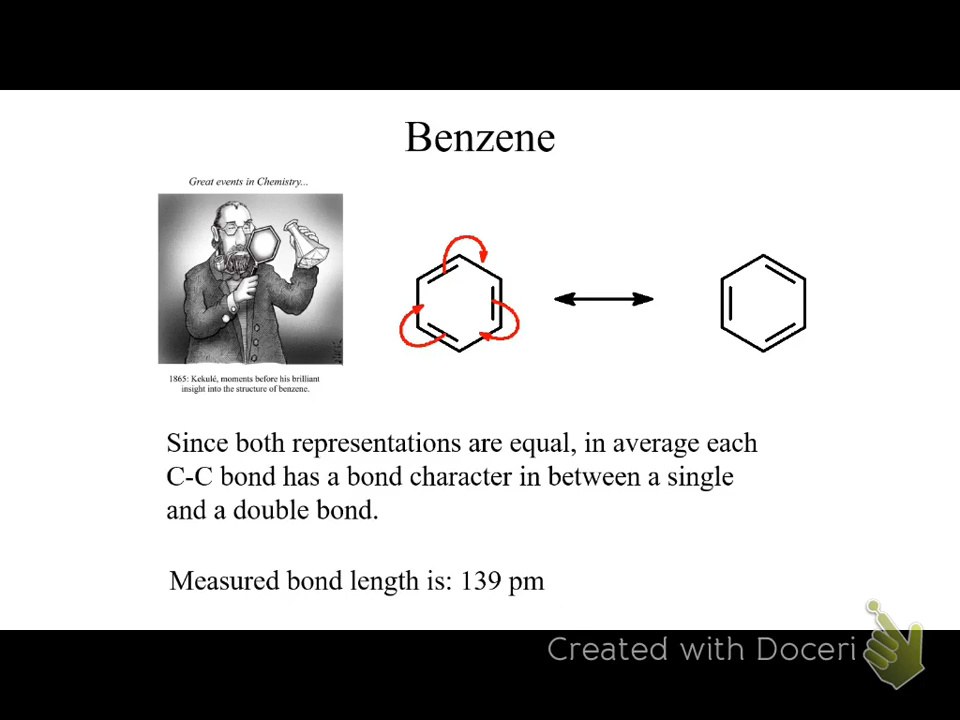 Benzene
Great events in Chemistry...
1865: Kekulé, moments before his brilliant
insight into the structure of benzene.
Since both representations are equal, in average each
C-C bond has a bond character in between a single
and a double bond.
Measured bond length is: 139 pm
Created with Doceri